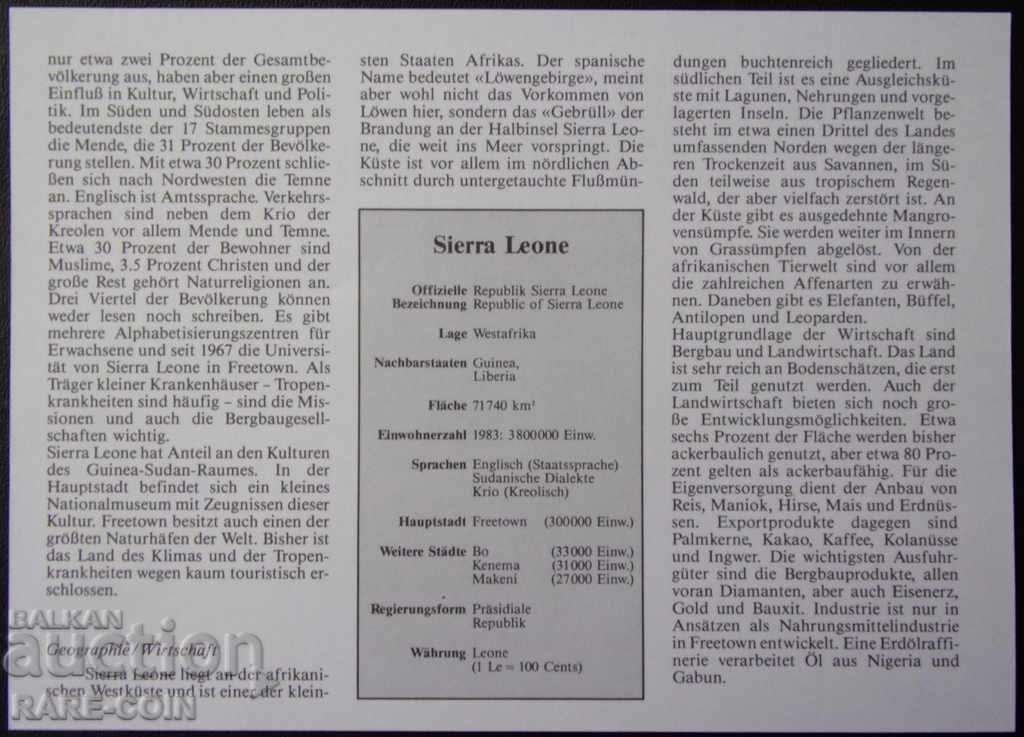 nur etwa zwei Prozent der Gesamtbe-
völkerung aus, haben aber einen großen
Einfluß in Kultur, Wirtschaft und Poli-
tik. Im Süden und Südosten leben als
bedeutendste der 17 Stammesgruppen
die Mende, die 31 Prozent der Bevölke-
rung stellen. Mit etwa 30 Prozent schlie-
ßen sich nach Nordwesten die Temne
an. Englisch ist Amtssprache. Verkehrs-
sprachen sind neben dem Krio der
Kreolen vor allem Mende und Temne.
Etwa 30 Prozent der Bewohner sind
Muslime, 3.5 Prozent Christen und der
große Rest gehört Naturreligionen an.
Drei Viertel der Bevölkerung können
weder lesen noch schreiben. Es gibt
mehrere Alphabetisierungszentren für
Erwachsene und seit 1967 die Universi-
tät von Sierra Leone in Freetown. Als
Träger kleiner Krankenhäuser – Tropen-
krankheiten sind häufig – sind die Mis-
sionen und auch die Bergbaugesell-
schaften wichtig.
Sierra Leone hat Anteil an den Kulturen
des Guinea-Sudan-Raumes. In der
Hauptstadt befindet sich ein kleines
Nationalmuseum mit Zeugnissen dieser
Kultur. Freetown besitzt auch einen der
größten Naturhäfen der Welt. Bisher ist
das Land des Klimas und der Tropen-
krankheiten wegen kaum touristisch er-
schlossen.
Geographie/Wirtschaft
Sierra Leone liegt an der afrikani-
schen Westküste und ist einer der klein-
sten Staaten Afrikas. Der spanische
Name bedeutet «Löwengebirge», meint
aber wohl nicht das Vorkommen von
Löwen hier, sondern das «Gebrüll» der
Brandung an der Halbinsel Sierra Leo-
ne, die weit ins Meer vorspringt. Die
Küste ist vor allem im nördlichen Ab-
schnitt durch untergetauchte Flußmün-
Sierra Leone
Offizielle Republik Sierra Leone
Bezeichnung Republic of Sierra Leone
Lage Westafrika
Nachbarstaaten Guinea,
Liberia
Fläche 71740 km²
Einwohnerzahl 1983: 3800000 Einw.
Sprachen Englisch (Staatssprache)
Sudanische Dialekte
Krio (Kreolisch)
Hauptstadt Freetown (300000 Einw.)
Weitere Städte Bo (33000 Einw.)
Kenema (31000 Einw.)
Makeni (27000 Einw.)
Regierungsform Präsidiale
Republik
Währung Leone
(1 Le = 100 Cents)
dungen buchtenreich gegliedert. Im
südlichen Teil ist es eine Ausgleichskü-
ste mit Lagunen, Nehrungen und vorge-
lagerten Inseln. Die Pflanzenwelt be-
steht im etwa einen Drittel des Landes
umfassenden Norden wegen der länge-
ren Trockenzeit aus Savannen, im Sü-
den teilweise aus tropischem Regen-
wald, der aber vielfach zerstört ist. An
der Küste gibt es ausgedehnte Mangro-
vensümpfe. Sie werden weiter im Innern
von Grassümpfen abgelöst. Von der
afrikanischen Tierwelt sind vor allem
die zahlreichen Affenarten zu erwäh-
nen. Daneben gibt es Elefanten, Büffel,
Antilopen und Leoparden.
Hauptgrundlage der Wirtschaft sind
Bergbau und Landwirtschaft. Das Land
ist sehr reich an Bodenschätzen, die erst
zum Teil genutzt werden. Auch der
Landwirtschaft bieten sich noch gro-
ße Entwicklungsmöglichkeiten. Etwa
sechs Prozent der Fläche werden bisher
ackerbaulich genutzt, aber etwa 80 Pro-
zent gelten als ackerbaufähig. Für die
Eigenversorgung dient der Anbau von
Reis, Maniok, Hirse, Mais und Erdnüs-
sen. Exportprodukte dagegen sind
Palmkerne, Kakao, Kaffee, Kolanüsse
und Ingwer. Die wichtigsten Ausfuhr-
güter sind die Bergbauprodukte, allen
voran Diamanten, aber auch Eisenerz,
Gold und Bauxit. Industrie ist nur in
Ansätzen als Nahrungsmittelindustrie
in Freetown entwickelt. Eine Erdölraffi-
nerie verarbeitet Öl aus Nigeria und
Gabun.
BALKAN
auction
RARE-COIN